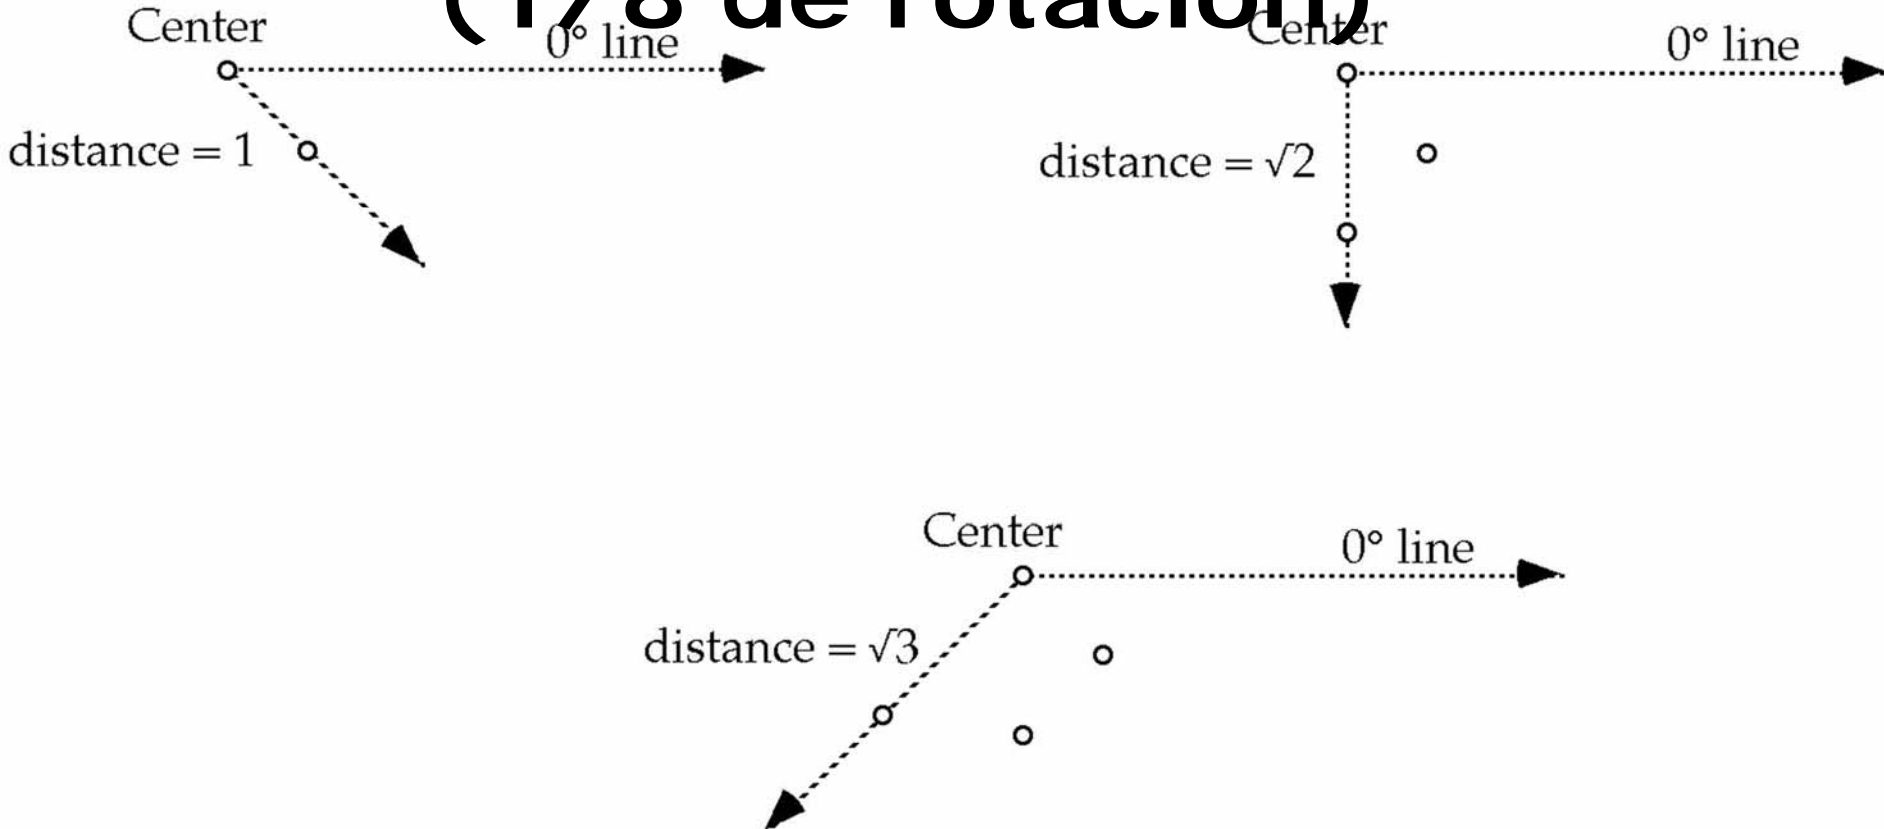 (1/8 de rotación)
Center
0° line
distance = 1
Center
0° line
distance = √2
Center
0° line
distance = √3